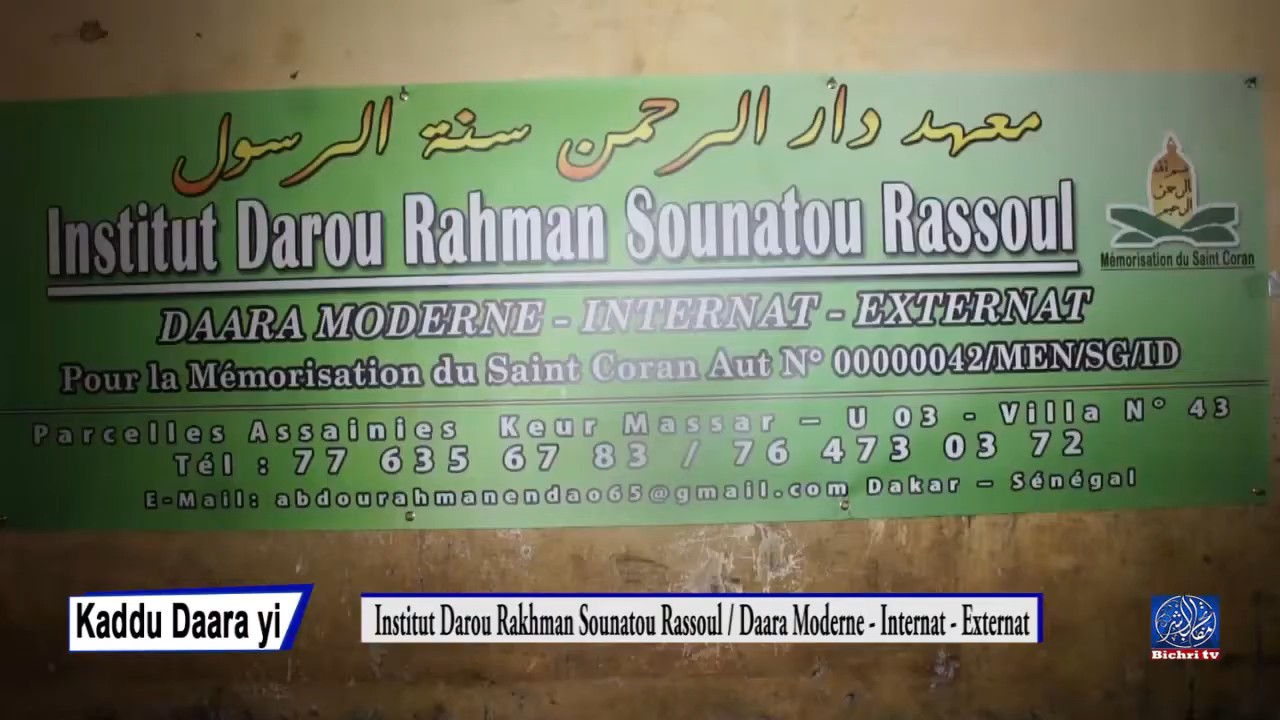 معهد دار الرحمن سنة الرسول
Institut Darou Rahman Sounatou Rassoul
Mémorisation du Saint Coran
DAARA MODERNE - INTERNAT - EXTERNAT
Pour la Mémorisation du Saint Coran Aut N° 00000042/MEN/SG/ID
Parcelles Assainies Keur Massar – U 03 - Villa N° 43
Tél : 77 635 67 83 / 76 473 03 72
E-Mail: abdourahmanendao65@gmail.com Dakar – Sénégal
Kaddu Daara yi
Institut Darou Rakhman Sounatou Rassoul / Daara Moderne - Internat - Externat
Bichri tv